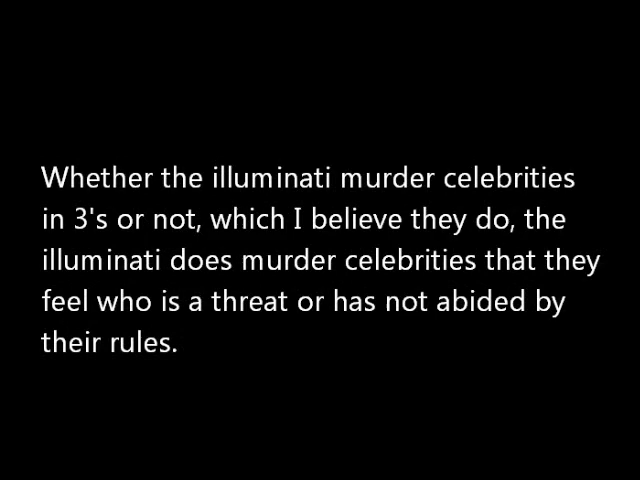 Whether the illuminati murder celebrities
in 3's or not, which I believe they do, the
illuminati does murder celebrities that they
feel who is a threat or has not abided by
their rules.